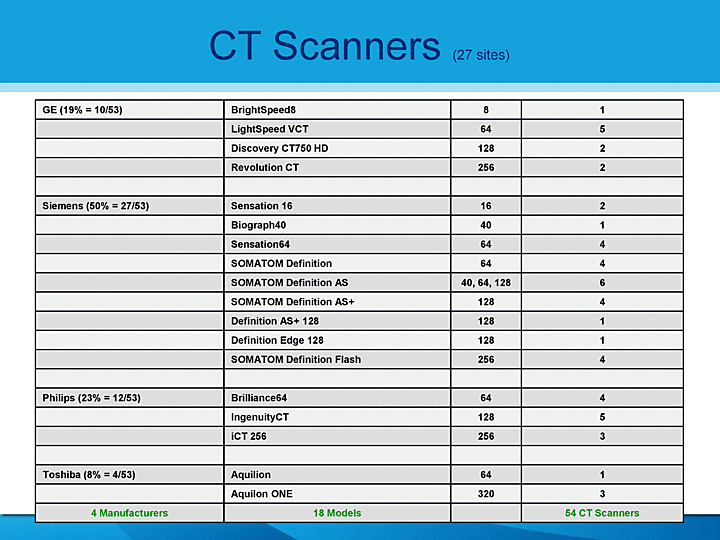 CT Scanners (27 sites)
GE (19% = 10/53) BrightSpeed8 8 1
LightSpeed VCT 64 5
Discovery CT750 HD 128 2
Revolution CT 256 2
Siemens (50% = 27/53) Sensation 16 16 2
Biograph40 40 1
Sensation64 64 4
SOMATOM Definition 64 4
SOMATOM Definition AS 40, 64, 128 6
SOMATOM Definition AS+ 128 4
Definition AS+ 128 128 1
Definition Edge 128 128 1
SOMATOM Definition Flash 256 4
Philips (23% = 12/53) Brilliance64 64 4
IngenuityCT 128 5
iCT 256 256 3
Toshiba (8% = 4/53) Aquilion 64 1
Aquilon ONE 320 3
4 Manufacturers 18 Models 54 CT Scanners